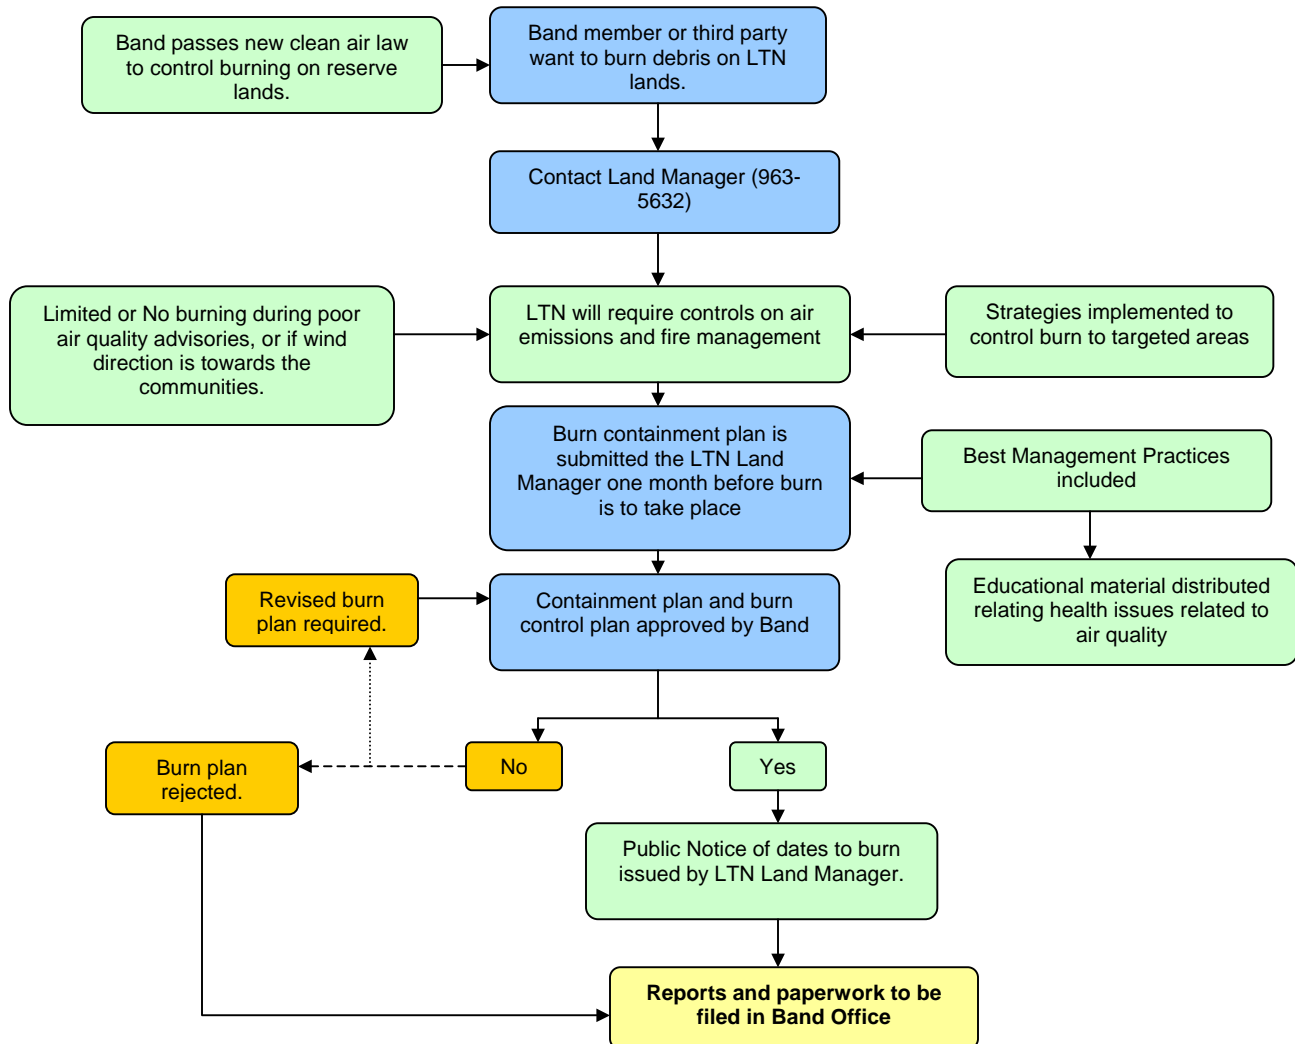 Band passes new clean air law
to control burning on reserve
lands.
Band member or third party
want to burn debris on LTN
lands.
Contact Land Manager (963-
5632)
Limited or No burning during poor
air quality advisories, or if wind
direction is towards the
communities.
LTN will require controls on air
emissions and fire management
Strategies implemented to
control burn to targeted areas
Burn containment plan is
submitted the LTN Land
Manager one month before burn
is to take place
Best Management Practices
included
Educational material distributed
relating health issues related to
air quality
Revised burn
plan required.
Containment plan and burn
control plan approved by Band
Burn plan
rejected.
No
Yes
Public Notice of dates to burn
issued by LTN Land Manager.
Reports and paperwork to be
filed in Band Office